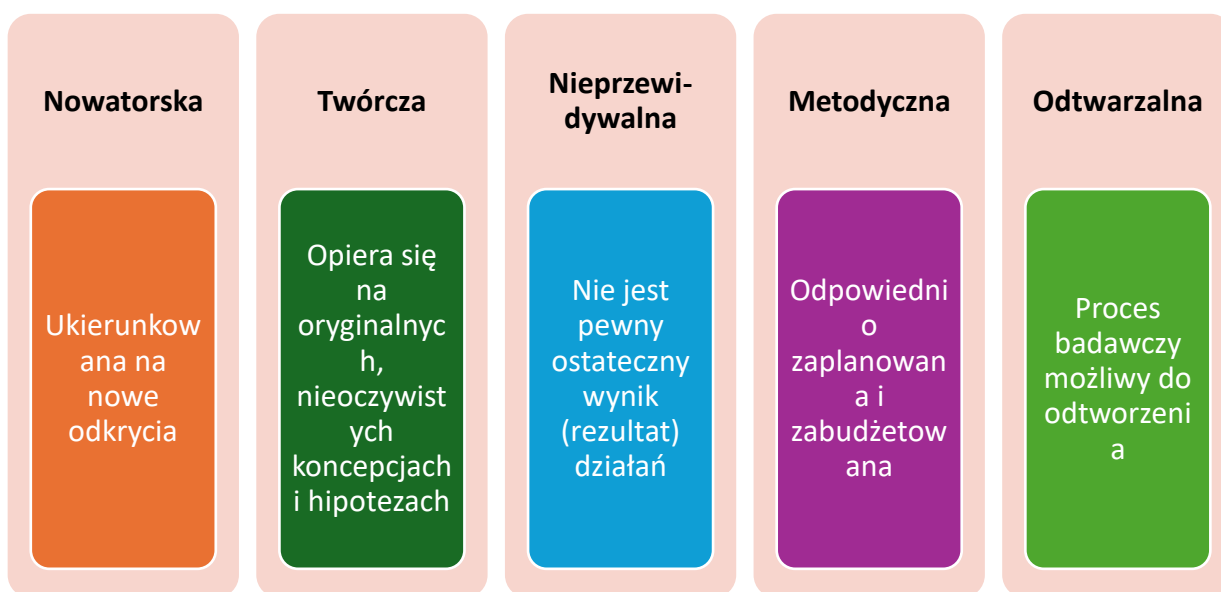 Nowatorska
Ukierunkow
ana na
nowe
odkrycia
Twórcza
Opiera się
na
oryginalnyc
h,
nieoczywist
ych
koncepcjach
i hipotezach
Nieprzewi-
dywalna
Nie jest
pewny
ostateczny
wynik
(rezultat)
działań
Metodyczna
Odpowiedni
o
zaplanowan
a i
zabudżetow
ana
Odtwarzalna
Proces
badawczy
możliwy do
odtworzeni
a